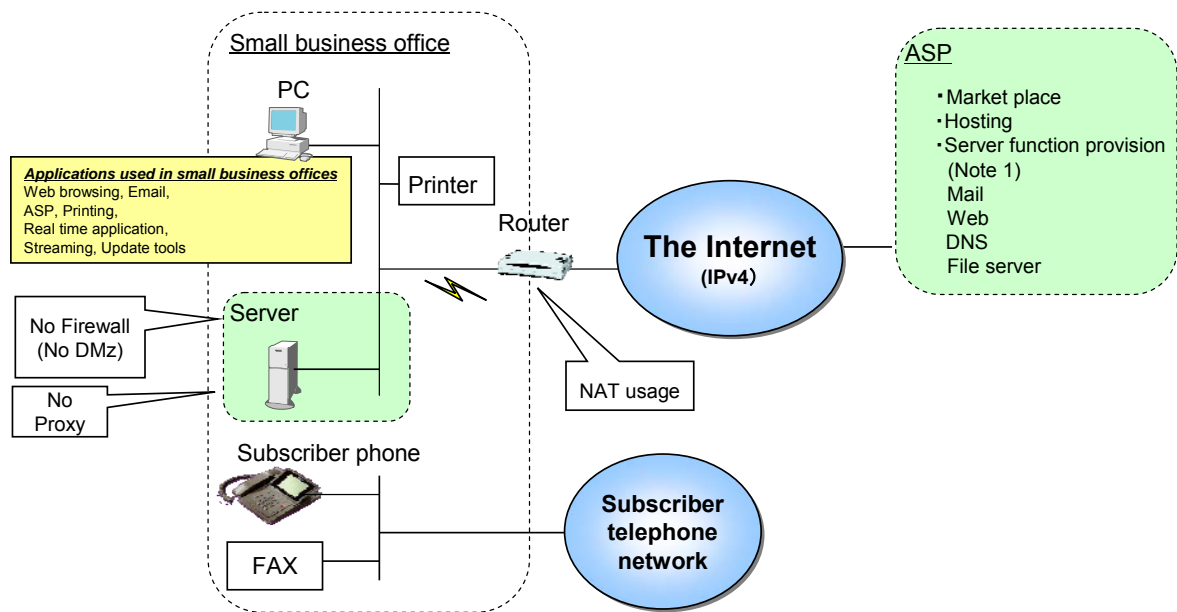 Small business office
PC
Applications used in small business offices
Web browsing, Email,
ASP, Printing,
Real time application,
Streaming, Update tools
Printer
Router
The Internet
(IPv4)
ASP
・Market place
・Hosting
・Server function provision
(Note 1)
Mail
Web
DNS
File server
No Firewall
(No DMz)
Server
No
Proxy
NAT usage
Subscriber phone
FAX
Subscriber
telephone
network